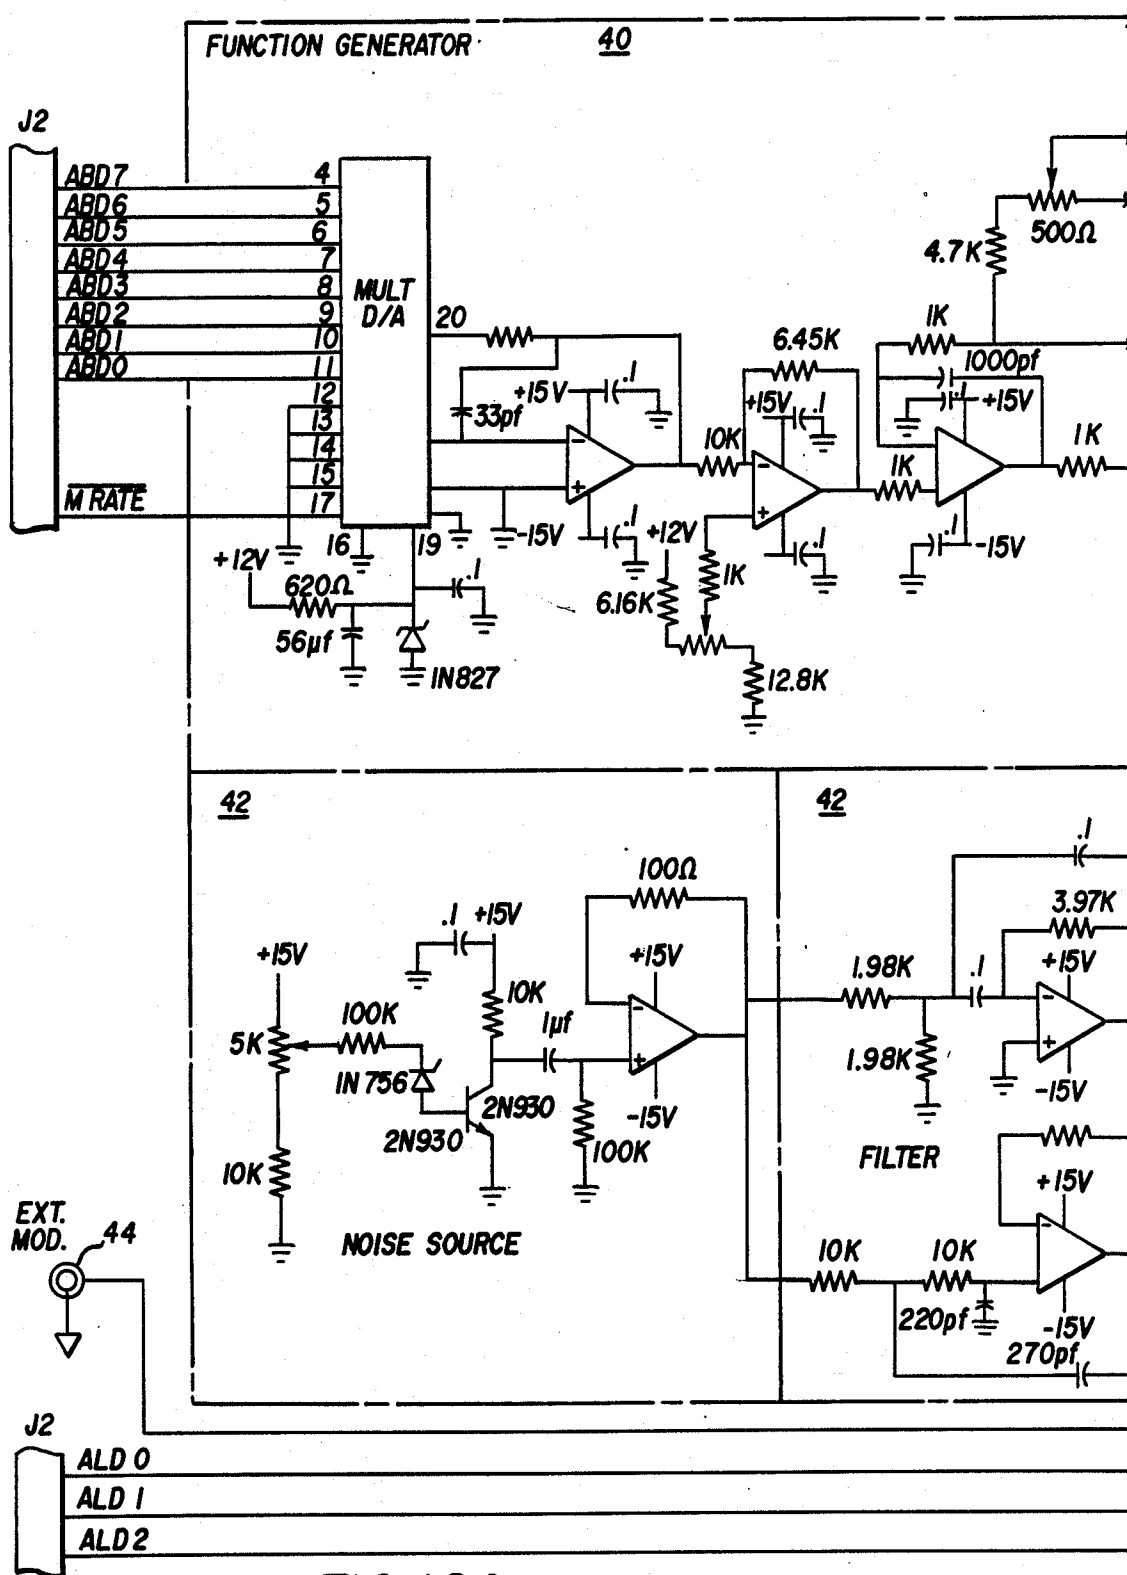 FUNCTION GENERATOR 40
J2
ABD7 4
ABD6 5
ABD5 6
ABD4 7
ABD3 8
ABD2 9
ABD1 10
ABD0 11
12
13
14
15
M RATE 17
MULT
D/A
20
16
19
33pf
+15V
.1
-15V
.1
+12V
620Ω
56µf
.1
1N827
10K
6.45K
+15V
.1
.1
+12V
1K
6.16K
12.8K
4.7K
500Ω
1K
1000pf
.1
+15V
1K
1K
.1
-15V
42
42
.1
+15V
+15V
5K
100K
10K
1µf
1N756
2N930
2N930
10K
100K
100Ω
+15V
-15V
NOISE SOURCE
.1
3.97K
1.98K
.1
+15V
1.98K
-15V
FILTER
+15V
10K
10K
220pf
-15V
270pf
EXT.
MOD.
44
J2
ALD 0
ALD 1
ALD 2